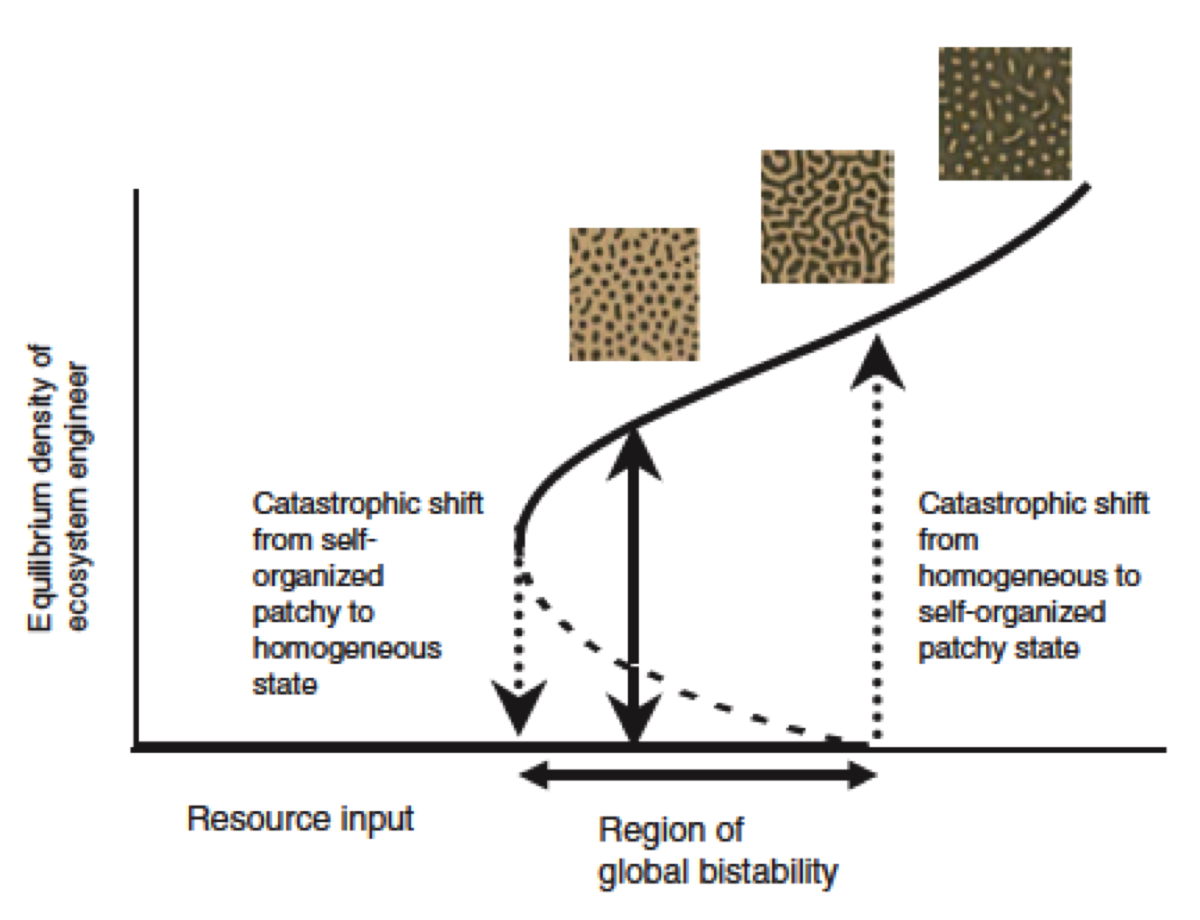 Equilibrium density of
ecosystem engineer
Catastrophic shift
from self-
organized
patchy to
homogeneous
state
Catastrophic shift
from
homogeneous to
self-organized
patchy state
Resource input
Region of
global bistability